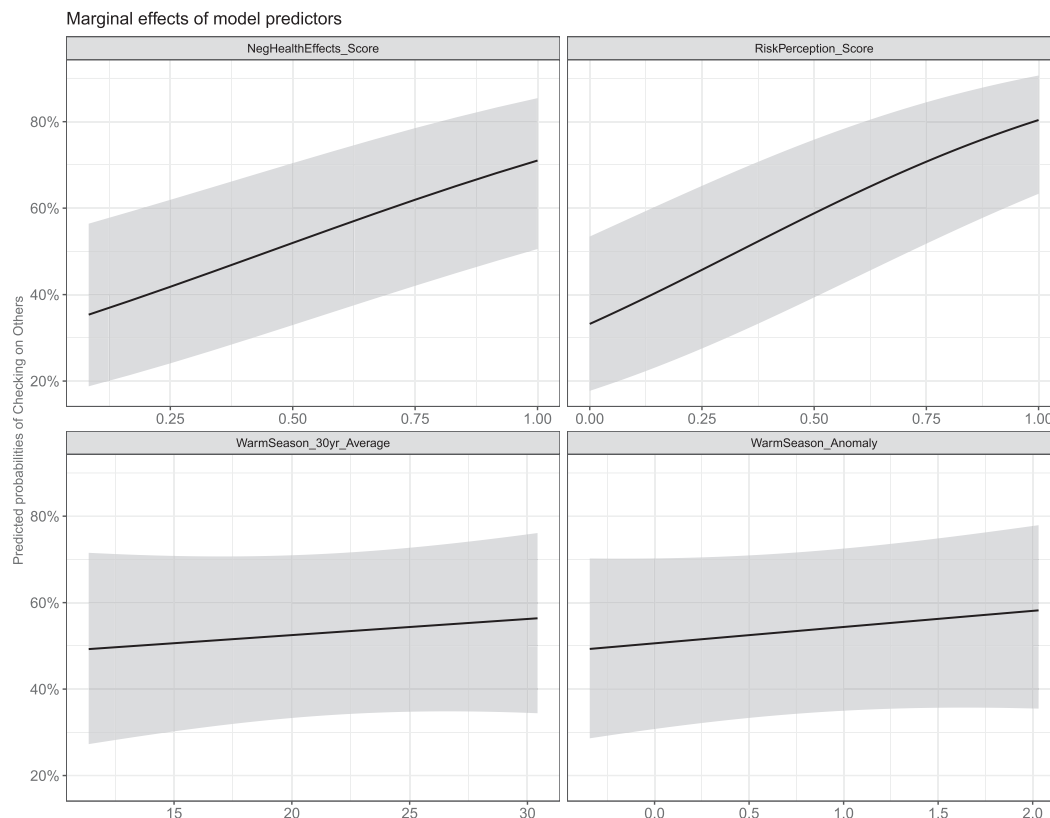 Marginal effects of model predictors
NegHealthEffects_Score
RiskPerception_Score
80%
60%
40%
20%
0.25 0.50 0.75 1.00
0.00 0.25 0.50 0.75 1.00
Predicted probabilities of Checking on Others
WarmSeason_30yr_Average
WarmSeason_Anomaly
80%
60%
40%
20%
15 20 25 30
0.0 0.5 1.0 1.5 2.0